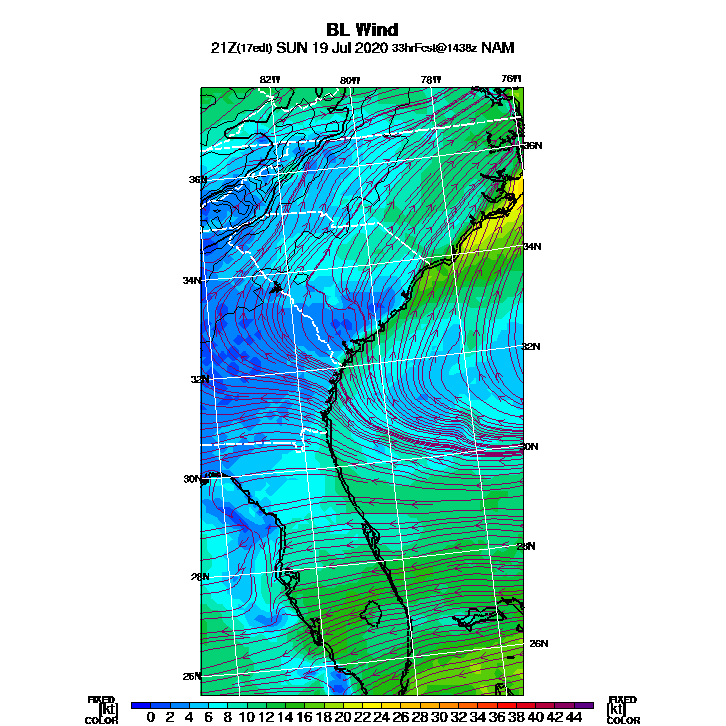 BL Wind
21Z(17edt) SUN 19 Jul 2020 33hrFcst@1438z NAM
82W 80W 78W 76W
36N 36N
34N 34N
32N 32N
30N 30N
28N 28N
26N 26N
FIXED FIXED
[kt] 0 2 4 6 8 10 12 14 16 18 20 22 24 26 28 30 32 34 36 38 40 42 44 [kt]
COLOR COLOR